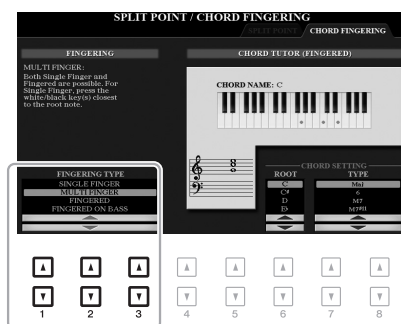 SPLIT POINT / CHORD FINGERING
SPLIT POINT
CHORD FINGERING
FINGERING
MULTI FINGER:
Both Single Finger and
Fingered are possible. For
Single Finger, press the
white/black key(s) closest
to the root note.
CHORD TUTOR (FINGERED)
CHORD NAME: C
FINGERING TYPE
SINGLE FINGER
MULTI FINGER
FINGERED
FINGERED ON BASS
CHORD SETTING
ROOT
C
C#
D
E♭
TYPE
Maj
6
M7
M7#11
1 2 3 4 5 6 7 8